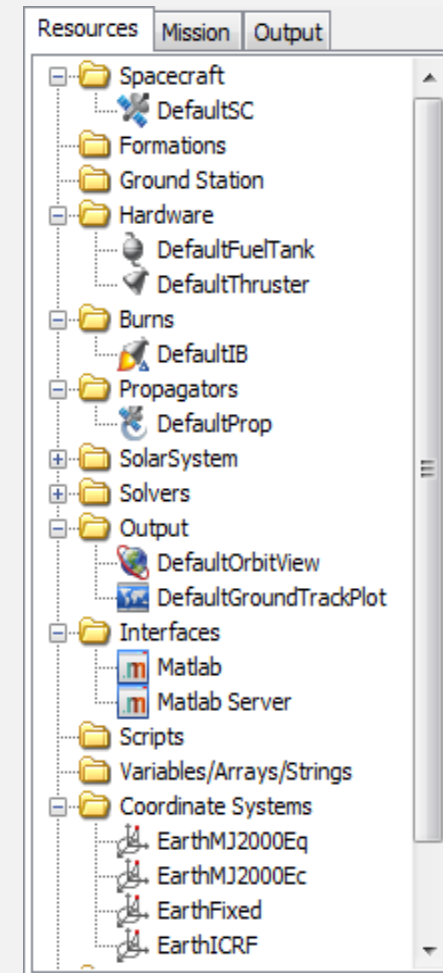 Resources Mission Output
Spacecraft
DefaultSC
Formations
Ground Station
Hardware
DefaultFuelTank
DefaultThruster
Burns
DefaultIB
Propagators
DefaultProp
SolarSystem
Solvers
Output
DefaultOrbitView
DefaultGroundTrackPlot
Interfaces
.m Matlab
.m Matlab Server
Scripts
Variables/Arrays/Strings
Coordinate Systems
EarthMJ2000Eq
EarthMJ2000Ec
EarthFixed
EarthICRF